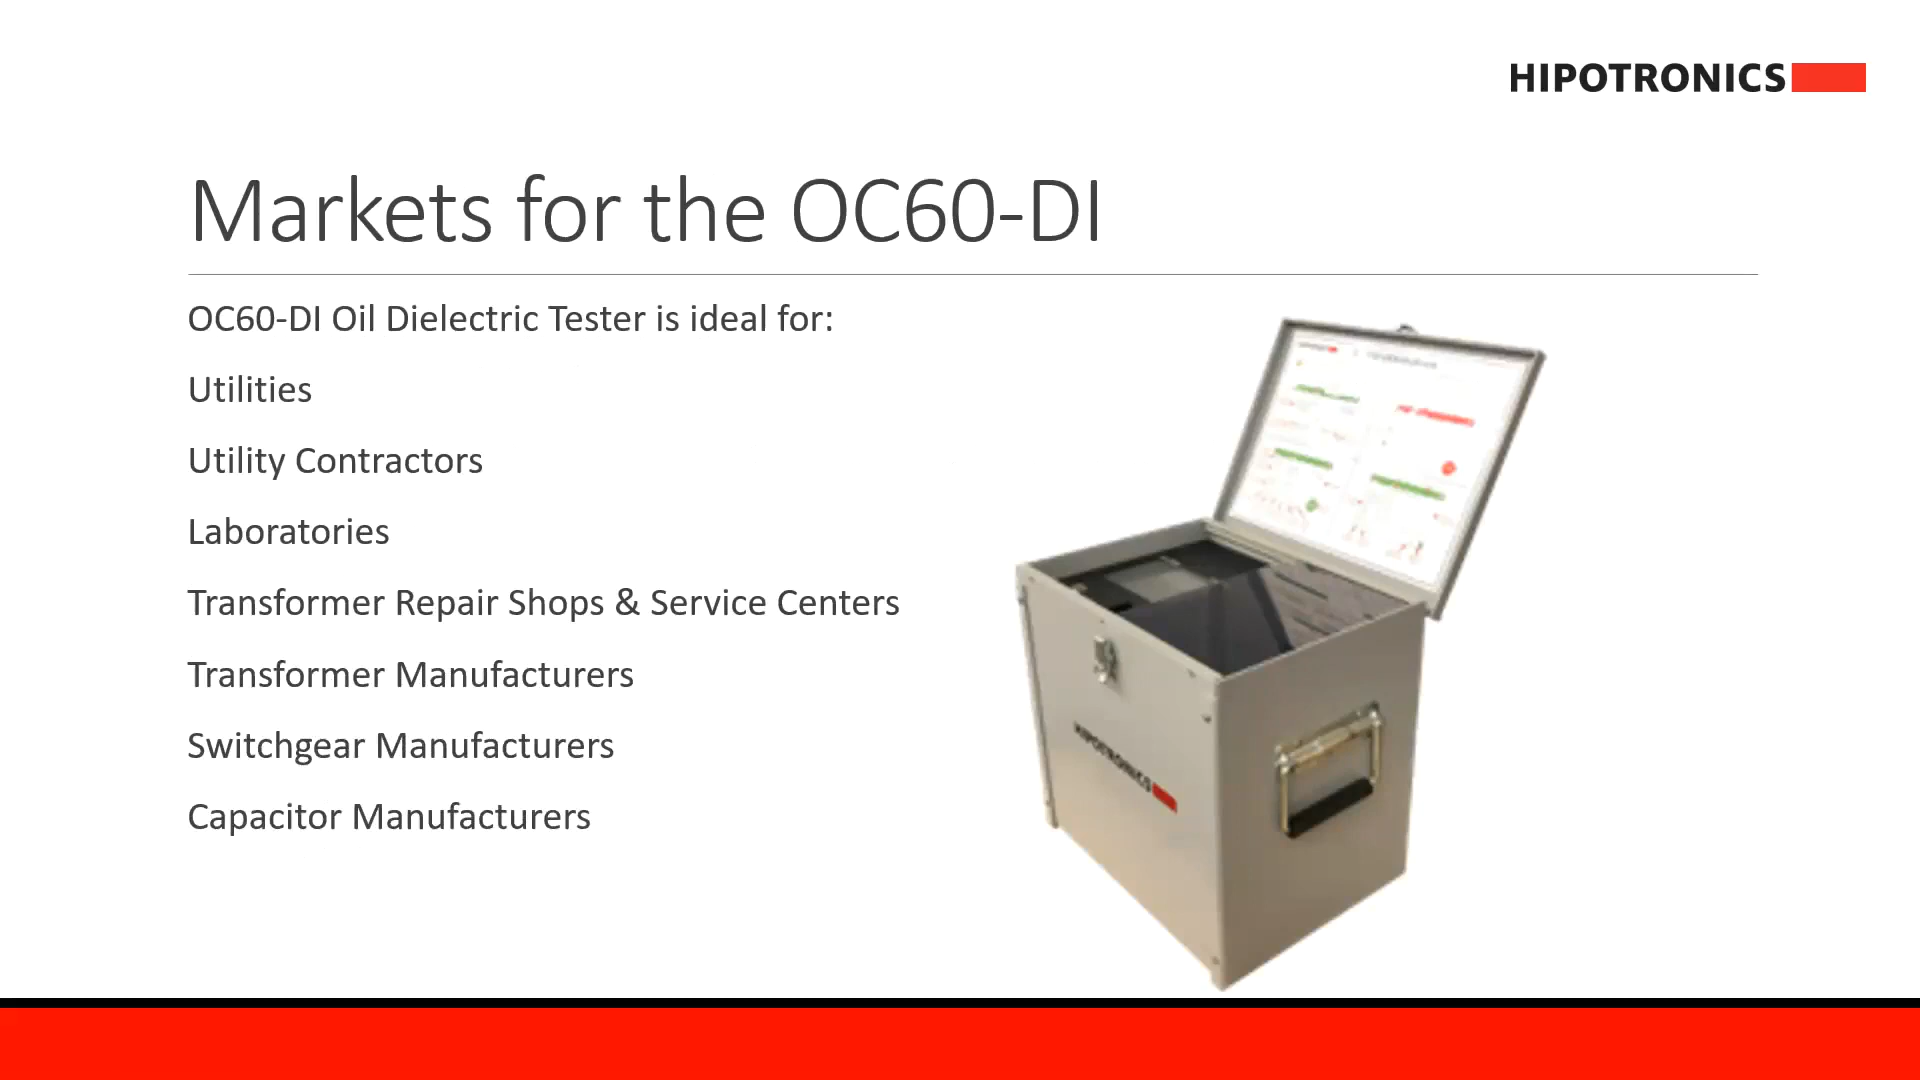 HIPOTRONICS
Markets for the OC60-DI
OC60-DI Oil Dielectric Tester is ideal for:
Utilities
Utility Contractors
Laboratories
Transformer Repair Shops & Service Centers
Transformer Manufacturers
Switchgear Manufacturers
Capacitor Manufacturers
HIPOTRONICS